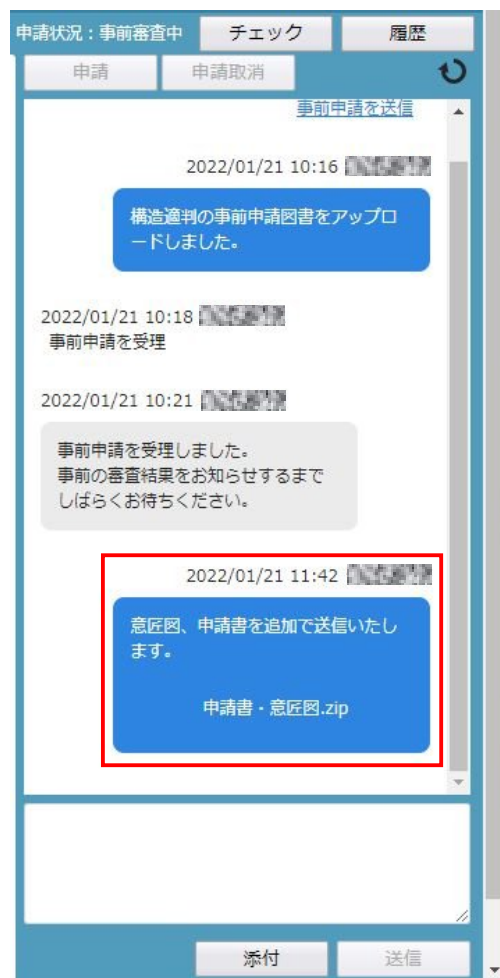 申請状況：事前審査中
チェック
履歴
申請
申請取消
事前申請を送信
2022/01/21 10:16
構造適判の事前申請図書をアップロ
ードしました。
2022/01/21 10:18
事前申請を受理
2022/01/21 10:21
事前申請を受理しました。
事前の審査結果をお知らせするまで
しばらくお待ちください。
2022/01/21 11:42
意匠図、申請書を追加で送信いたし
ます。
申請書・意匠図.zip
添付
送信